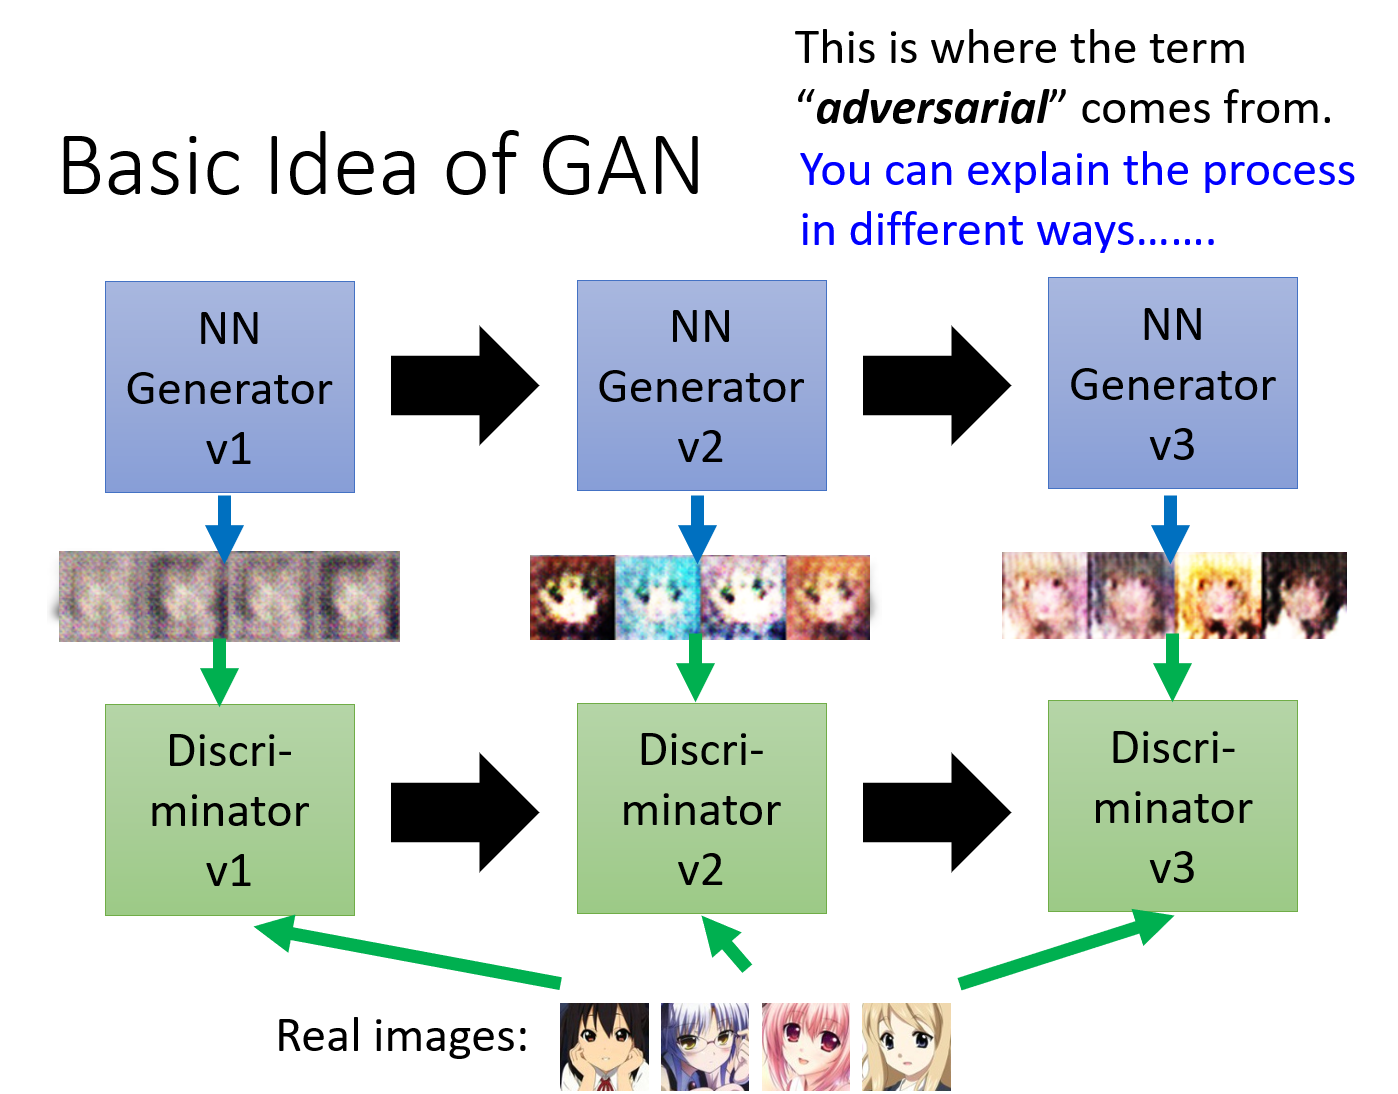 This is where the term
“adversarial” comes from.
Basic Idea of GAN
You can explain the process
in different ways…….
NN
Generator
v1
NN
Generator
v2
NN
Generator
v3
Discri-
minator
v1
Discri-
minator
v2
Discri-
minator
v3
Real images: